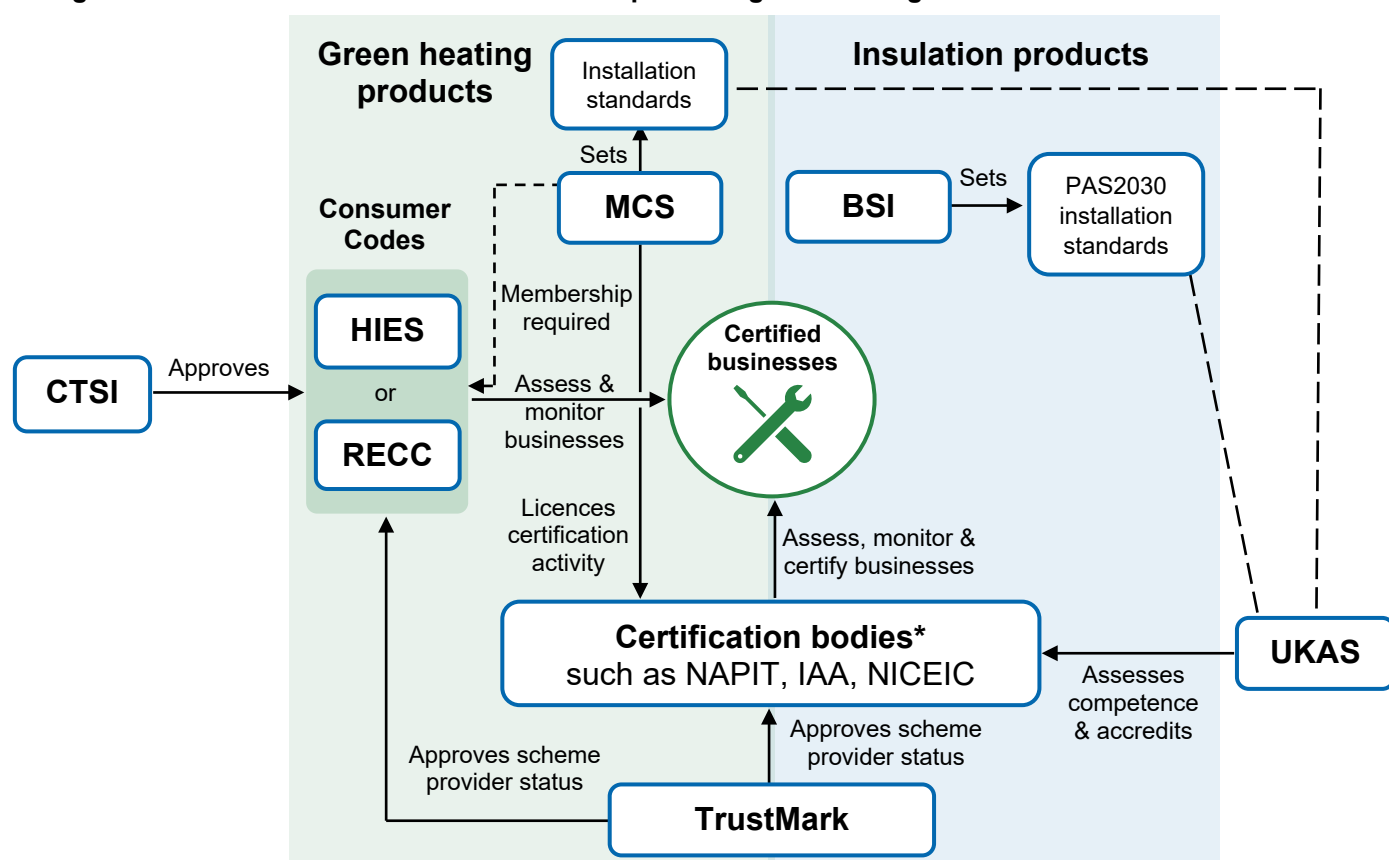 Green heating
products
Insulation products
Installation
standards
Sets
MCS
BSI
Sets
PAS2030
installation
standards
Consumer
Codes
HIES
or
RECC
CTSI
Approves
Membership
required
Assess &
monitor
businesses
Certified
businesses
Licences
certification
activity
Assess, monitor &
certify businesses
Certification bodies*
such as NAPIT, IAA, NICEIC
UKAS
Assesses
competence
& accredits
Approves scheme
provider status
Approves scheme
provider status
TrustMark